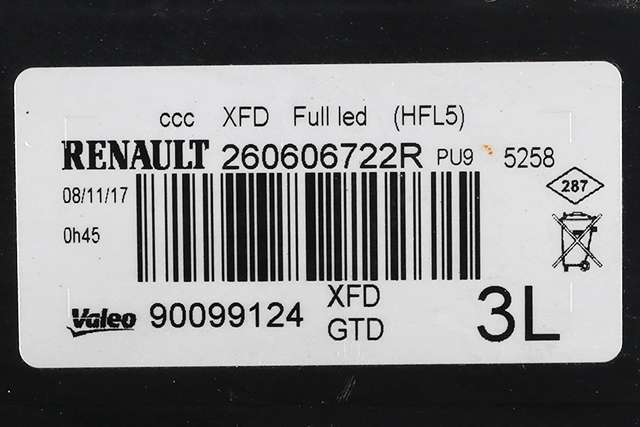 ccc XFD Full led (HFL5)
RENAULT 260606722R PU9 5258
08/11/17
287
0h45
Valeo 90099124 XFD
GTD
3L